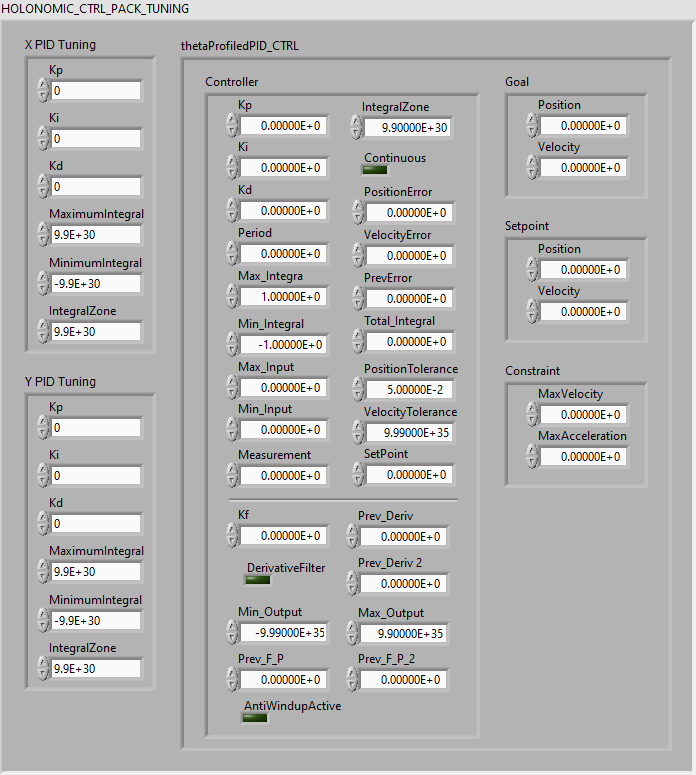 HOLONOMIC_CTRL_PACK_TUNING
X PID Tuning
Kp
0
Ki
0
Kd
0
MaximumIntegral
9.9E+30
MinimumIntegral
-9.9E+30
IntegralZone
9.9E+30
Y PID Tuning
Kp
0
Ki
0
Kd
0
MaximumIntegral
9.9E+30
MinimumIntegral
-9.9E+30
IntegralZone
9.9E+30
thetaProfiledPID_CTRL
Controller
Kp
0.00000E+0
Ki
0.00000E+0
Kd
0.00000E+0
Period
0.00000E+0
Max_Integra
1.00000E+0
Min_Integral
-1.00000E+0
Max_Input
0.00000E+0
Min_Input
0.00000E+0
Measurement
0.00000E+0
IntegralZone
9.90000E+30
Continuous
PositionError
0.00000E+0
VelocityError
0.00000E+0
PrevError
0.00000E+0
Total_Integral
0.00000E+0
PositionTolerance
5.00000E-2
VelocityTolerance
9.99000E+35
SetPoint
0.00000E+0
Kf
0.00000E+0
DerivativeFilter
Min_Output
-9.99000E+35
Prev_F_P
0.00000E+0
AntiWindupActive
Prev_Deriv
0.00000E+0
Prev_Deriv 2
0.00000E+0
Max_Output
9.90000E+35
Prev_F_P_2
0.00000E+0
Goal
Position
0.00000E+0
Velocity
0.00000E+0
Setpoint
Position
0.00000E+0
Velocity
0.00000E+0
Constraint
MaxVelocity
0.00000E+0
MaxAcceleration
0.00000E+0